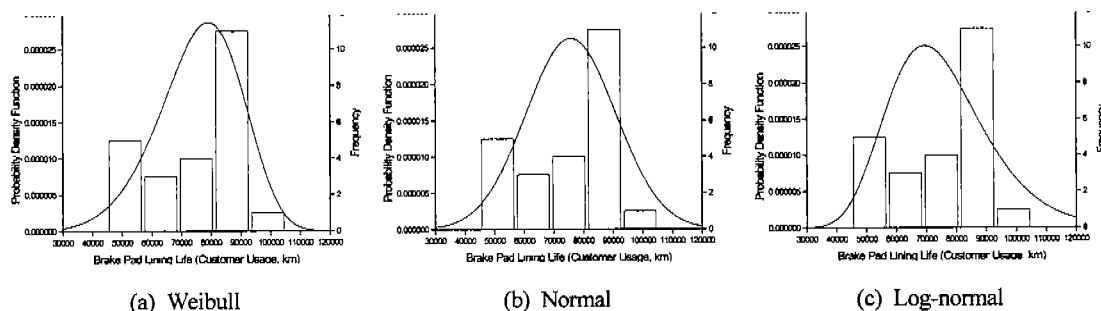 Probability Density Function
0.000025
0.000020
0.000015
0.000010
0.000005
0.000000
10
8
6
4
2
0
Frequency
30000 40000 50000 60000 70000 80000 90000 100000 110000 120000
Brake Pad Lining Life (Customer Usage, km)
(a) Weibull
Probability Density Function
0.000025
0.000020
0.000015
0.000010
0.000005
0.000000
10
8
6
4
2
0
Frequency
30000 40000 50000 60000 70000 80000 90000 100000 110000 120000
Brake Pad Lining Life (Customer Usage, km)
(b) Normal
Probability Density Function
0.000025
0.000020
0.000015
0.000010
0.000005
0.000000
10
8
6
4
2
0
Frequency
30000 40000 50000 60000 70000 80000 90000 100000 110000 120000
Brake Pad Lining Life (Customer Usage, km)
(c) Log-normal